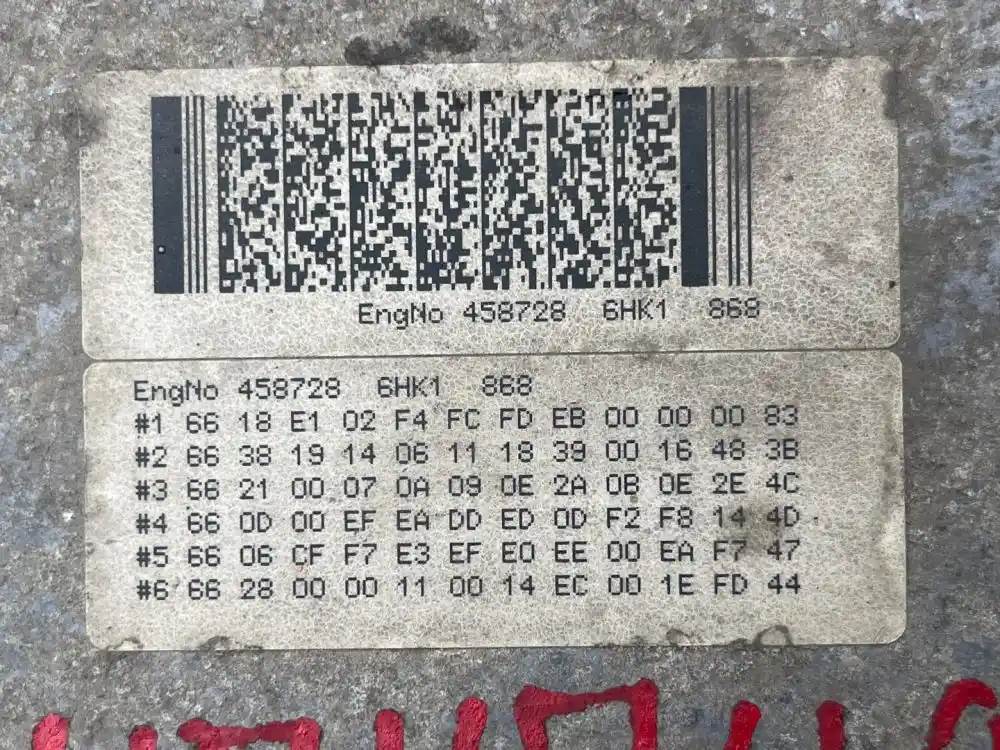 EngNo 458728 6HK1 868
EngNo 458728 6HK1 868
#1 66 18 E1 02 F4 FC FD EB 00 00 00 83
#2 66 38 19 14 06 11 18 39 00 16 48 3B
#3 66 21 00 07 0A 09 0E 2A 0B 0E 2E 4C
#4 66 0D 00 EF EA DD ED 0D F2 F8 14 4D
#5 66 06 CF F7 E3 EF E0 EE 00 EA F7 47
#6 66 28 00 00 11 00 14 EC 00 1E FD 44